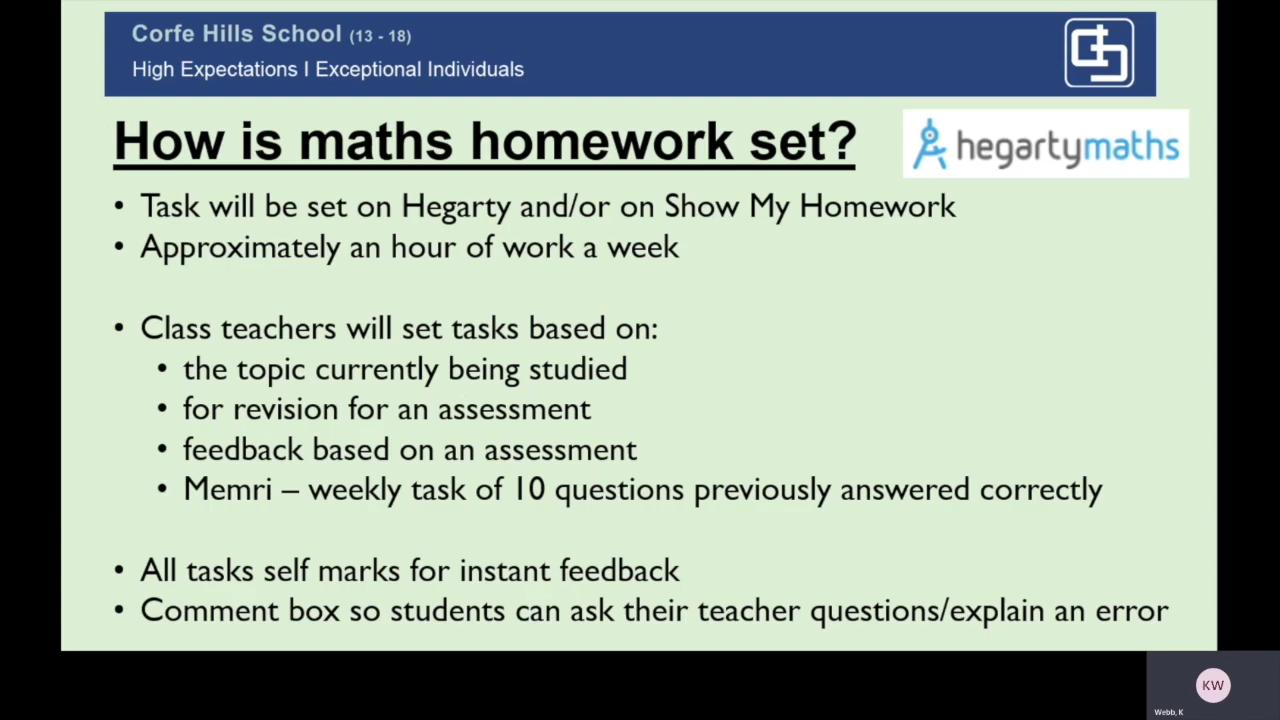 Corfe Hills School (13 - 18)
High Expectations I Exceptional Individuals
How is maths homework set?
hegartymaths
• Task will be set on Hegarty and/or on Show My Homework
• Approximately an hour of work a week
• Class teachers will set tasks based on:
• the topic currently being studied
• for revision for an assessment
• feedback based on an assessment
• Memri – weekly task of 10 questions previously answered correctly
• All tasks self marks for instant feedback
• Comment box so students can ask their teacher questions/explain an error
KW
Webb, K